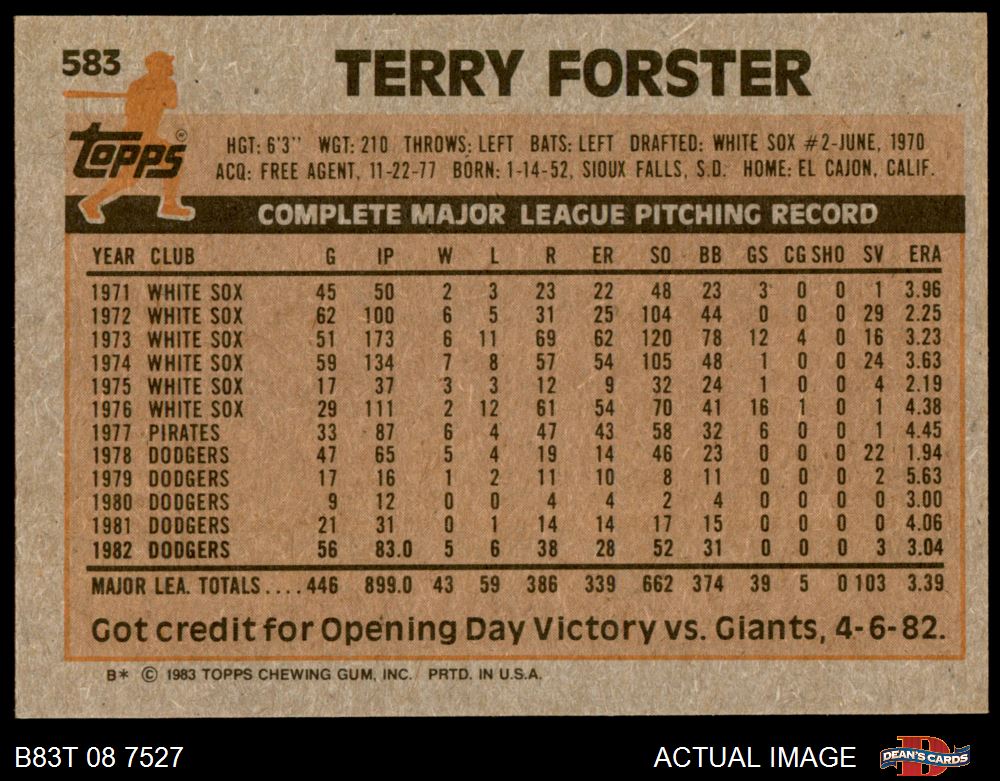 583
TERRY FORSTER
Topps®
HGT: 6'3'' WGT: 210 THROWS: LEFT BATS: LEFT DRAFTED: WHITE SOX #2-JUNE, 1970
ACQ: FREE AGENT, 11-22-77 BORN: 1-14-52, SIOUX FALLS, S.D. HOME: EL CAJON, CALIF.
COMPLETE MAJOR LEAGUE PITCHING RECORD
YEAR CLUB G IP W L R ER SO BB GS CG SHO SV ERA
1971 WHITE SOX 45 50 2 3 23 22 48 23 3 0 0 1 3.96
1972 WHITE SOX 62 100 6 5 31 25 104 44 0 0 0 29 2.25
1973 WHITE SOX 51 173 6 11 69 62 120 78 12 4 0 16 3.23
1974 WHITE SOX 59 134 7 8 57 54 105 48 1 0 0 24 3.63
1975 WHITE SOX 17 37 3 3 12 9 32 24 1 0 0 4 2.19
1976 WHITE SOX 29 111 2 12 61 54 70 41 16 1 0 1 4.38
1977 PIRATES 33 87 6 4 47 43 58 32 6 0 0 1 4.45
1978 DODGERS 47 65 5 4 19 14 46 23 0 0 0 22 1.94
1979 DODGERS 17 16 1 2 11 10 8 11 0 0 0 2 5.63
1980 DODGERS 9 12 0 0 4 4 2 4 0 0 0 0 3.00
1981 DODGERS 21 31 0 1 14 14 17 15 0 0 0 0 4.06
1982 DODGERS 56 83.0 5 6 38 28 52 31 0 0 0 3 3.04
MAJOR LEA. TOTALS .... 446 899.0 43 59 386 339 662 374 39 5 0 103 3.39
Got credit for Opening Day Victory vs. Giants, 4-6-82.
B* © 1983 TOPPS CHEWING GUM, INC. PRTD. IN U.S.A.
B83T 08 7527 ACTUAL IMAGE DEAN'S CARDS